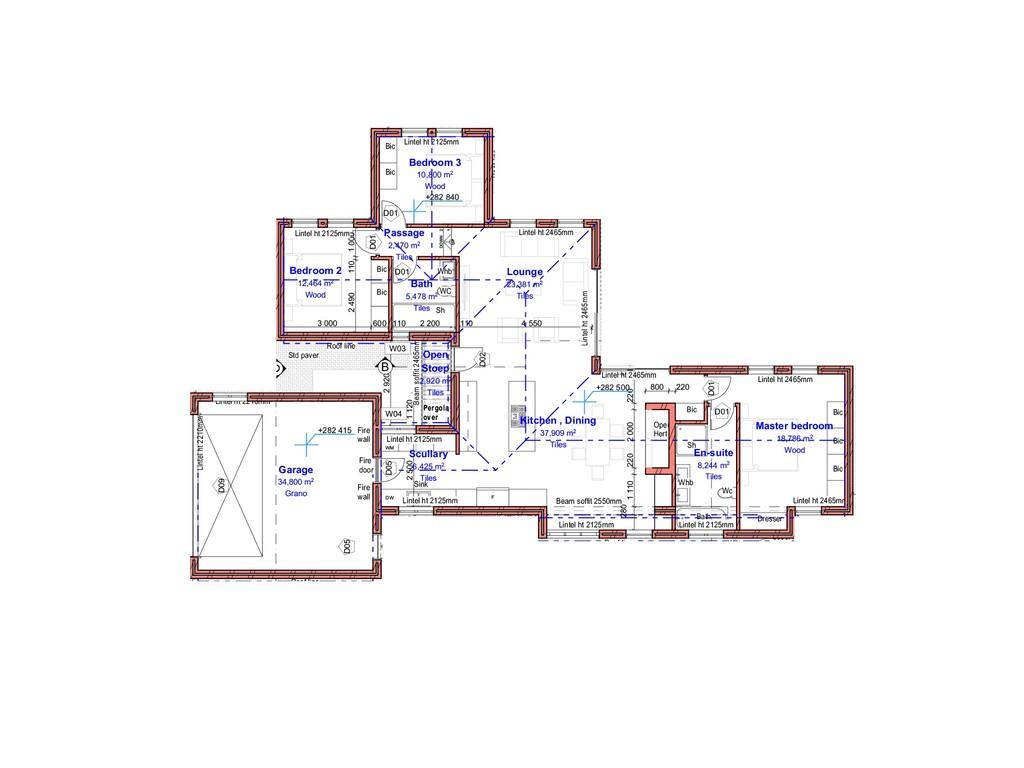 Bic
Lintel ht 2125mm
Bedroom 3
10,800 m²
Wood
Bic
+282 840
D01
Lintel ht 2125mm
1 000
D01
Passage
2,470 m²
Tiles
DOWN
Lintel ht 2465mm
Bedroom 2
12,464 m²
Wood
110
2 490
Bic
Bic
D01
Bath
5,478 m²
Tiles
Whb
WC
Sh
Lounge
23,381 m²
Tiles
Lintel ht 2465mm
3 000
600
110
2 200
110
4 550
Roof line
Std paver
W03
B
2 920
Beam soffit 2465mm
Open
Stoep
2,920 m²
Tiles
D02
W04
1 120
Pergola
over
Lintel ht 2465mm
+282 500
800
220
D01
Lintel ht 2465mm
220
2 000
220
1 110
280
Bic
D01
Open
Kitchen , Dining
37,909 m²
Tiles
Sh
En-suite
8,244 m²
Tiles
Whb
Wc
Bath
Lintel ht 2125mm
Master bedroom
18,786 m²
Wood
Bic
Bic
Bic
Lintel ht 2465mm
Dresser
Lintel ht 2210mm
Lintel ht 2210mm
+282 415
Fire
wall
Garage
34,800 m²
Grano
D09
Fire
door
Fire
wall
D05
D05
WM
Lintel ht 2125mm
Scullary
6,425 m²
Tiles
2 500
Sink
DW
Lintel ht 2125mm
F
Beam soffit 2550mm
Lintel ht 2125mm